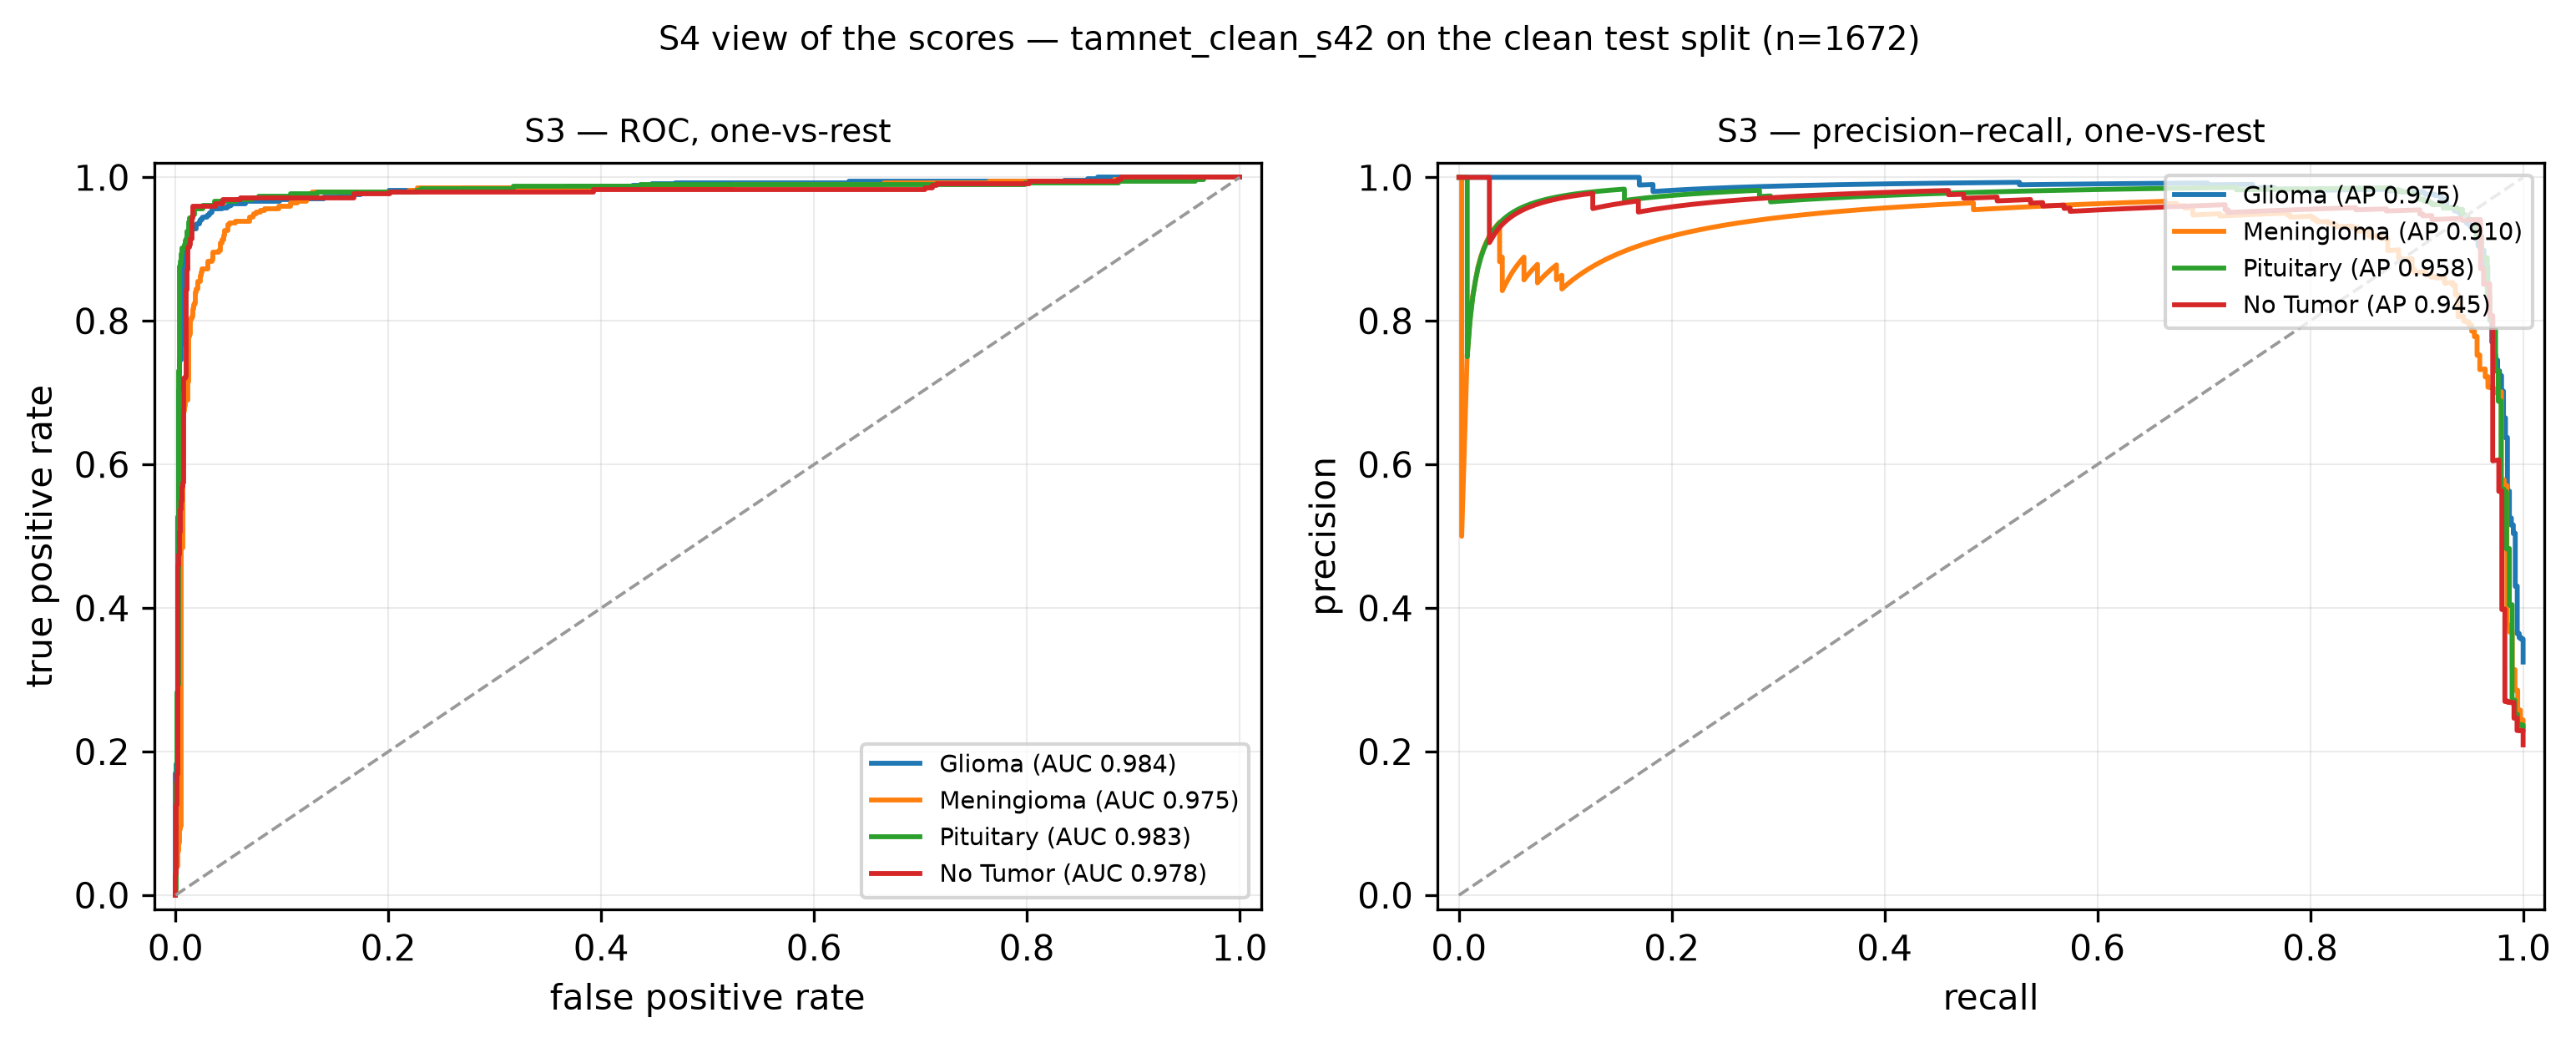 S4 view of the scores — tamnet_clean_s42 on the clean test split (n=1672)
S3 — ROC, one-vs-rest
true positive rate
1.0
0.8
0.6
0.4
0.2
0.0
0.0 0.2 0.4 0.6 0.8 1.0
false positive rate
Glioma (AUC 0.984)
Meningioma (AUC 0.975)
Pituitary (AUC 0.983)
No Tumor (AUC 0.978)
S3 — precision–recall, one-vs-rest
precision
1.0
0.8
0.6
0.4
0.2
0.0
0.0 0.2 0.4 0.6 0.8 1.0
recall
Glioma (AP 0.975)
Meningioma (AP 0.910)
Pituitary (AP 0.958)
No Tumor (AP 0.945)